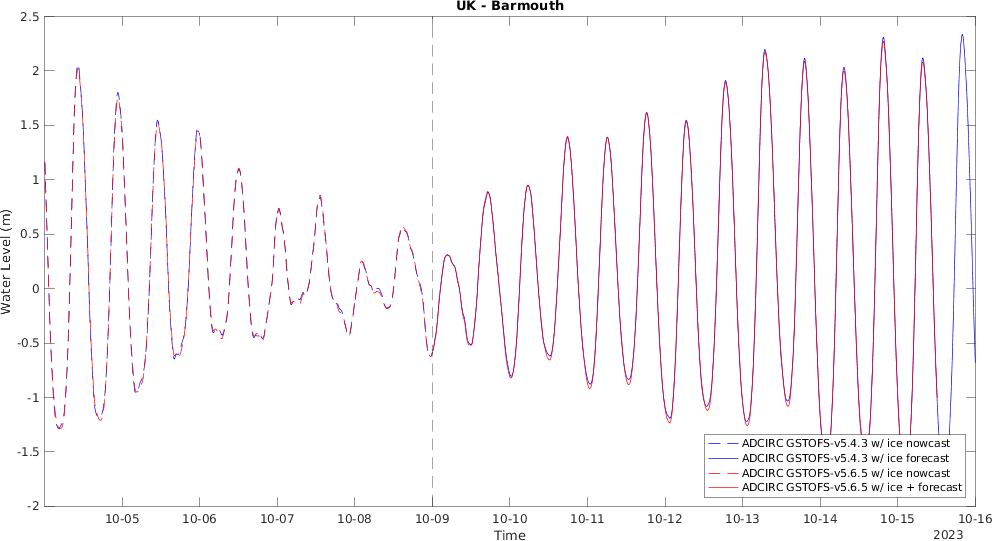 UK - Barmouth
2.5
2
1.5
1
0.5
0
-0.5
-1
-1.5
-2
Water Level (m)
ADCIRC GSTOFS-v5.4.3 w/ ice nowcast
ADCIRC GSTOFS-v5.4.3 w/ ice forecast
ADCIRC GSTOFS-v5.6.5 w/ ice nowcast
ADCIRC GSTOFS-v5.6.5 w/ ice + forecast
10-05 10-06 10-07 10-08 10-09 10-10 10-11 10-12 10-13 10-14 10-15 10-16
Time
2023